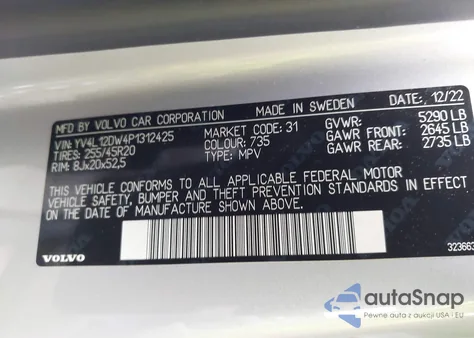 MFD. BY VOLVO CAR CORPORATION MADE IN SWEDEN DATE: 12/22
VIN: YV4L12DW4P1312425 MARKET: 31 GVWR: 5290 LB
TIRES: 255/45R20 COLOUR: 735 GAWR FRONT: 2645 LB
RIM: 8Jx20x52,5 TYPE: MPV GAWR REAR: 2735 LB
THIS VEHICLE CONFORMS TO ALL APPLICABLE FEDERAL MOTOR
VEHICLE SAFETY, BUMPER AND THEFT PREVENTION STANDARDS IN EFFECT
ON THE DATE OF MANUFACTURE SHOWN ABOVE.
VOLVO
323663
autoSnap
Pewne auta z aukcji USA i EU